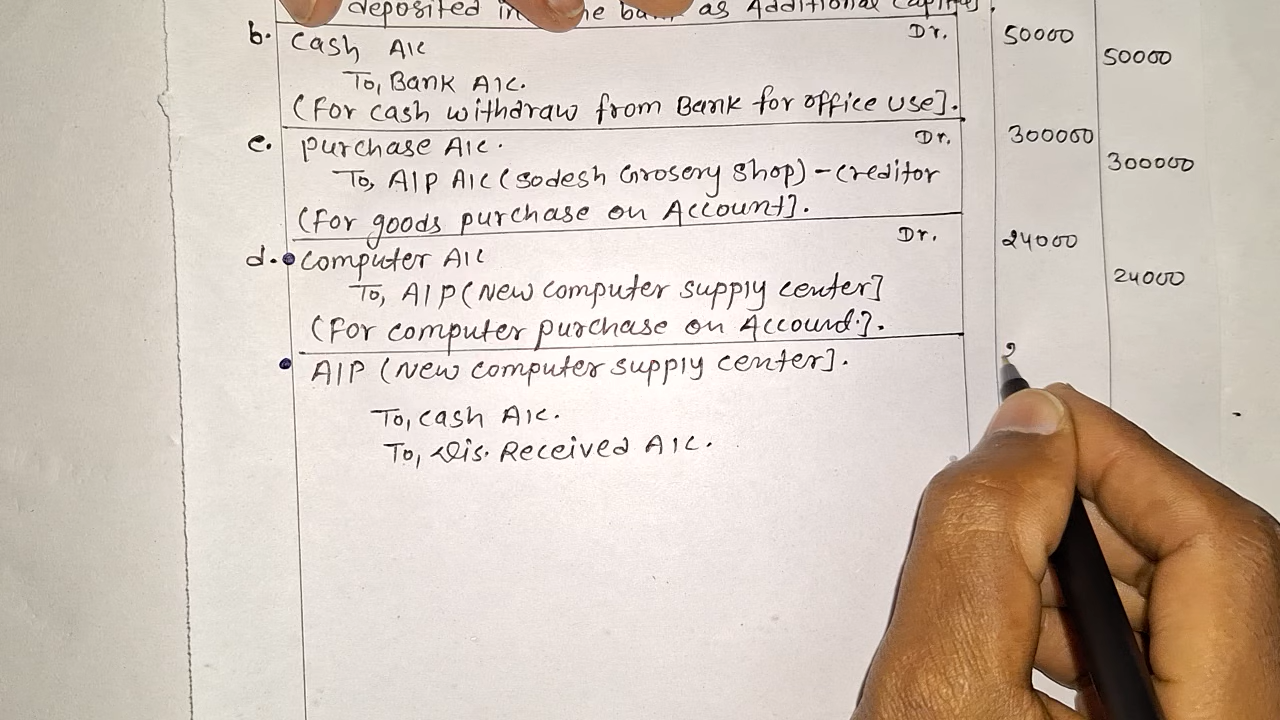 deposited in the bank as Additional Capital].
b. Cash A/c Dr. 50000
50000
To, Bank A/c.
(For cash withdraw from Bank for office use].
c. Purchase A/c. Dr. 300000
300000
To, A/P A/c (Sodesh Grosery Shop) - Creditor
(For goods purchase on Account].
d. Computer A/c Dr. 24000
24000
To, A/P (New computer supply center]
(For computer purchase on Account].
A/P (New computer supply center].
To, Cash A/c.
To, Dis. Received A/c.